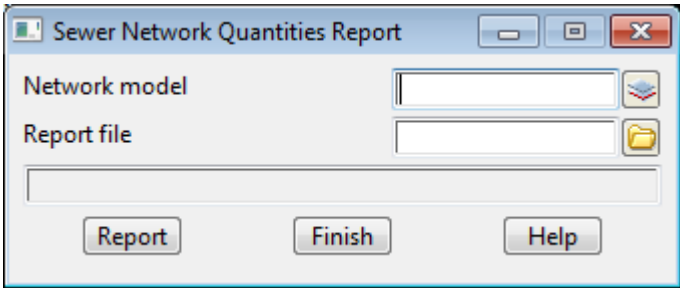 Sewer Network Quantities Report
Network model
Report file
Report Finish Help